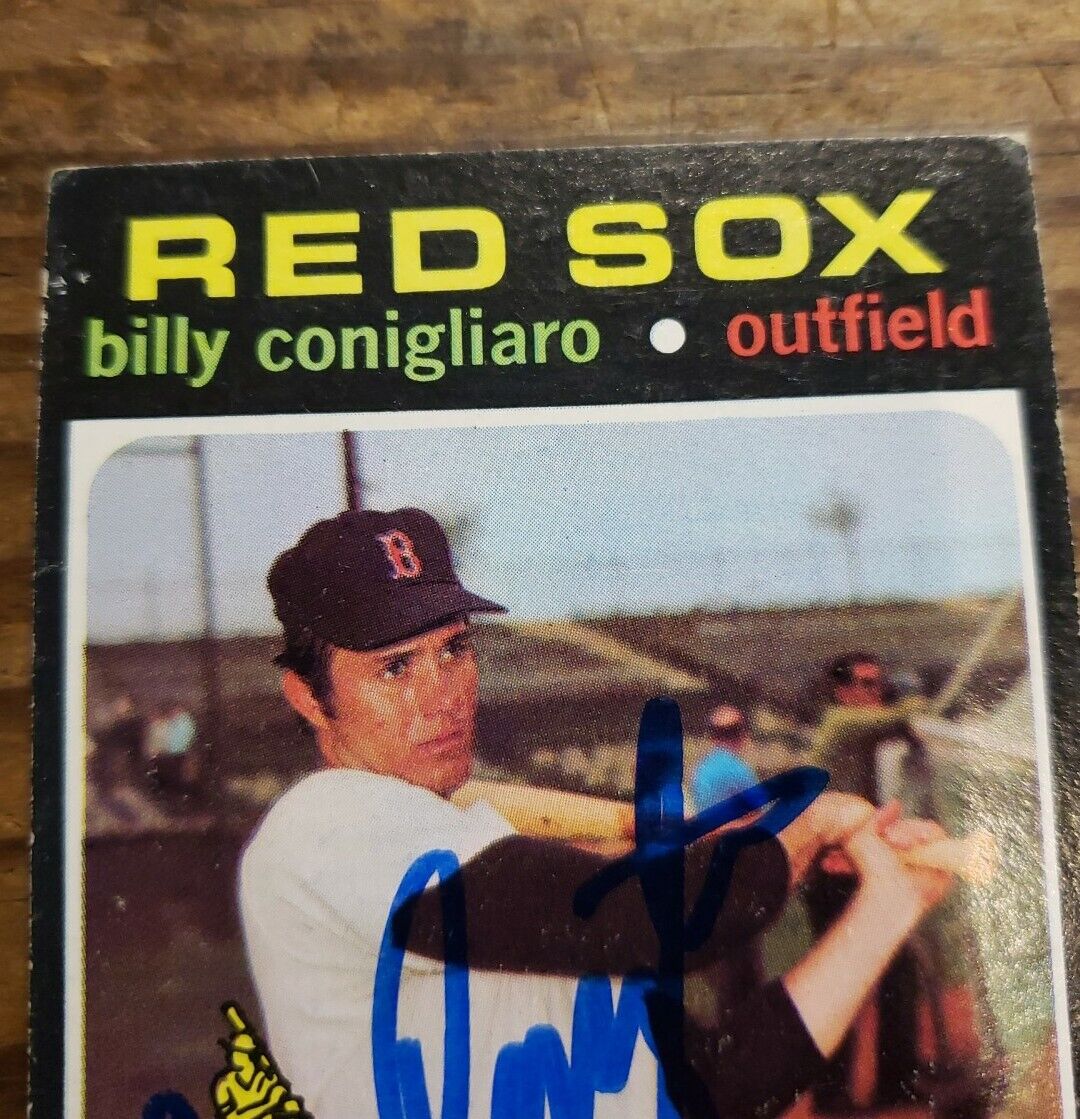 RED SOX
billy conigliaro • outfield
B